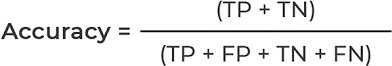 (TP + TN)
Accuracy =
(TP + FP + TN + FN)